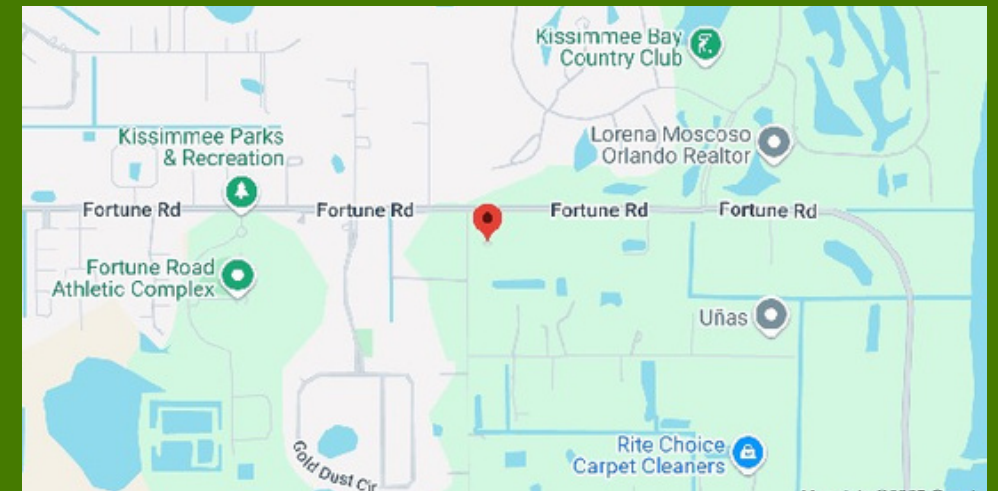 Kissimmee Bay
Country Club
Kissimmee Parks
& Recreation
Lorena Moscoso
Orlando Realtor
Fortune Rd
Fortune Rd
Fortune Rd
Fortune Rd
Fortune Road
Athletic Complex
Uñas
Gold Dust Cir
Rite Choice
Carpet Cleaners